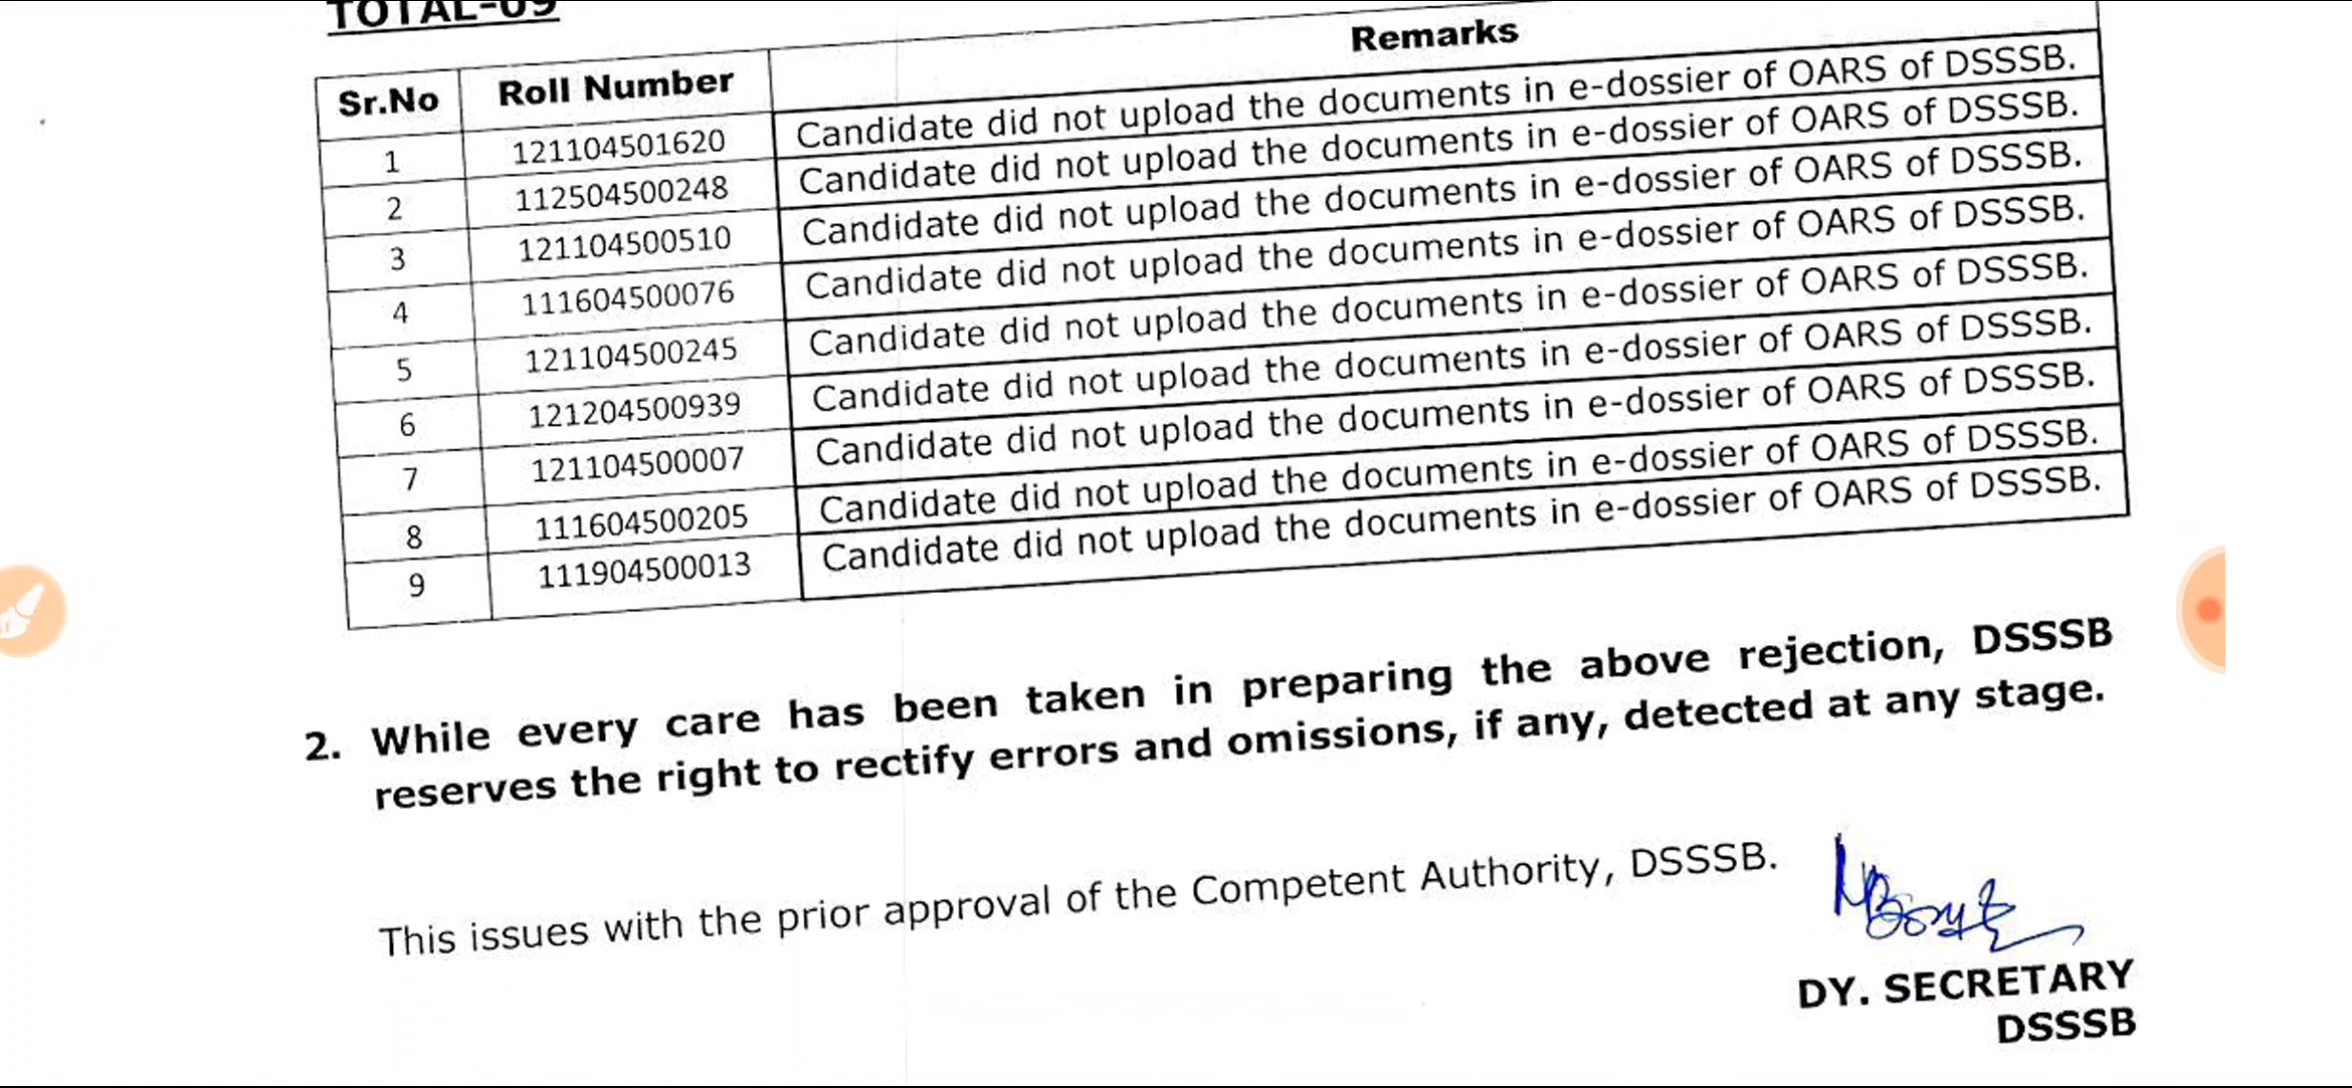 TOTAL-09
Sr.No Roll Number Remarks
1 121104501620 Candidate did not upload the documents in e-dossier of OARS of DSSSB.
2 112504500248 Candidate did not upload the documents in e-dossier of OARS of DSSSB.
3 121104500510 Candidate did not upload the documents in e-dossier of OARS of DSSSB.
4 111604500076 Candidate did not upload the documents in e-dossier of OARS of DSSSB.
5 121104500245 Candidate did not upload the documents in e-dossier of OARS of DSSSB.
6 121204500939 Candidate did not upload the documents in e-dossier of OARS of DSSSB.
7 121104500007 Candidate did not upload the documents in e-dossier of OARS of DSSSB.
8 111604500205 Candidate did not upload the documents in e-dossier of OARS of DSSSB.
9 111904500013 Candidate did not upload the documents in e-dossier of OARS of DSSSB.
2. While every care has been taken in preparing the above rejection, DSSSB
reserves the right to rectify errors and omissions, if any, detected at any stage.
This issues with the prior approval of the Competent Authority, DSSSB.
DY. SECRETARY
DSSSB